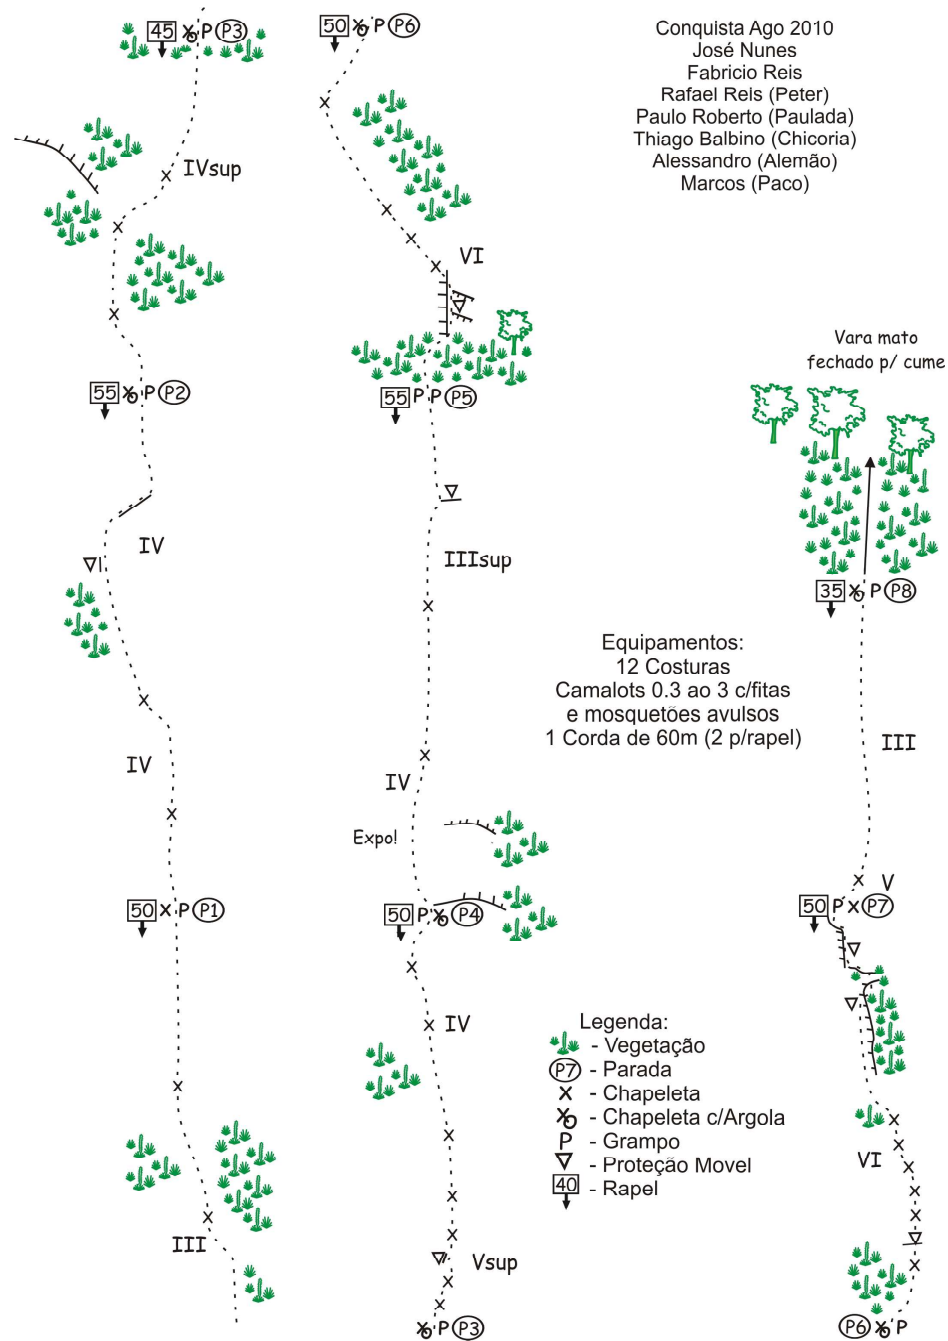 45 P P3
IVsup
55 P P2
IV
IV
50 P P1
III
50 P P6
VI
55 P P P5
IIIsup
IV
Expo!
50 P P4
IV
Vsup
P P3
Conquista Ago 2010
José Nunes
Fabricio Reis
Rafael Reis (Peter)
Paulo Roberto (Paulada)
Thiago Balbino (Chicoria)
Alessandro (Alemão)
Marcos (Paco)
Vara mato
fechado p/ cume
35 P P8
Equipamentos:
12 Costuras
Camalots 0.3 ao 3 c/fitas
e mosquetões avulsos
1 Corda de 60m (2 p/rapel)
III
V
50 P P7
VI
P6 P
Legenda:
- Vegetação
P7 - Parada
- Chapeleta
- Chapeleta c/Argola
P - Grampo
- Proteção Movel
40 - Rapel